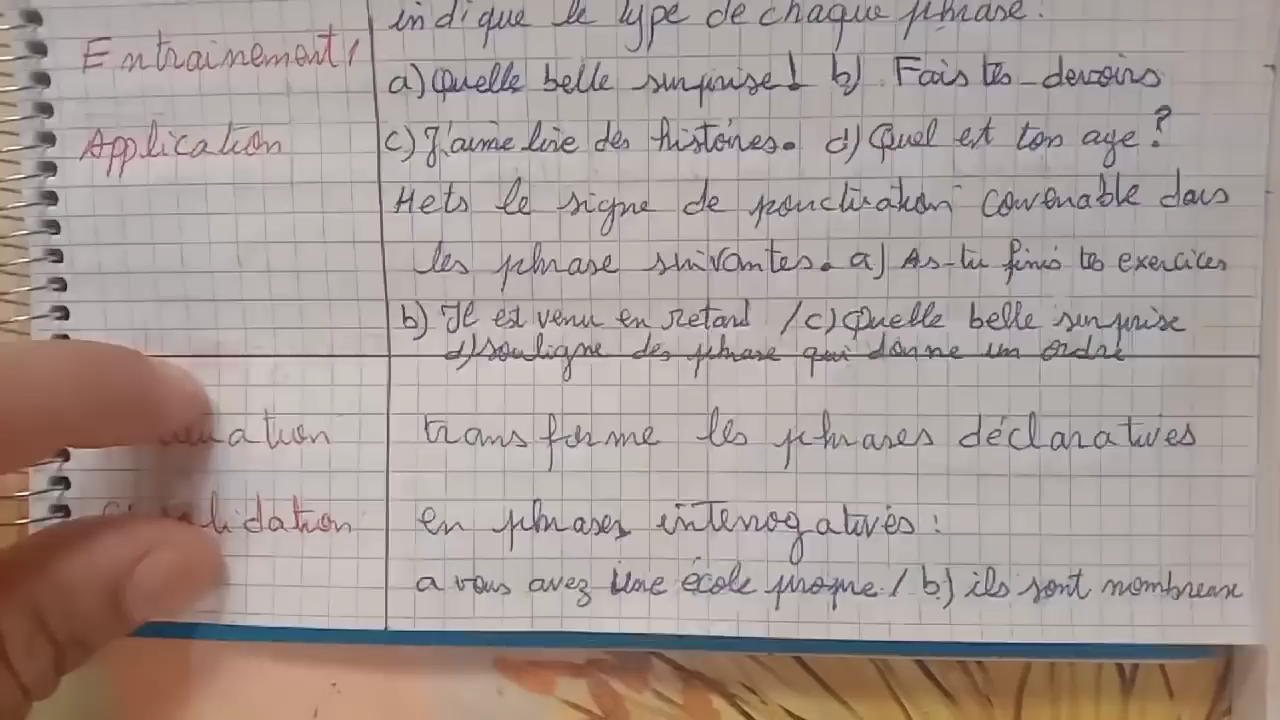 indique le type de chaque phrase.
Entrainement /
a) Quelle belle surprise ! b) Fais tes devoirs
Application
c) J'aime lire des histoires. d) Quel est ton age ?
Mets le signe de ponctuation convenable dans
les phrase suivantes. a) As-tu finis tes exercices
b) Il est venu en retard / c) Quelle belle surprise
d) souligne des phrase qui donne un ordre
transforme les phrases déclaratives
en phrases interrogatives :
a vous avez une école propre / b) ils sont nombreux